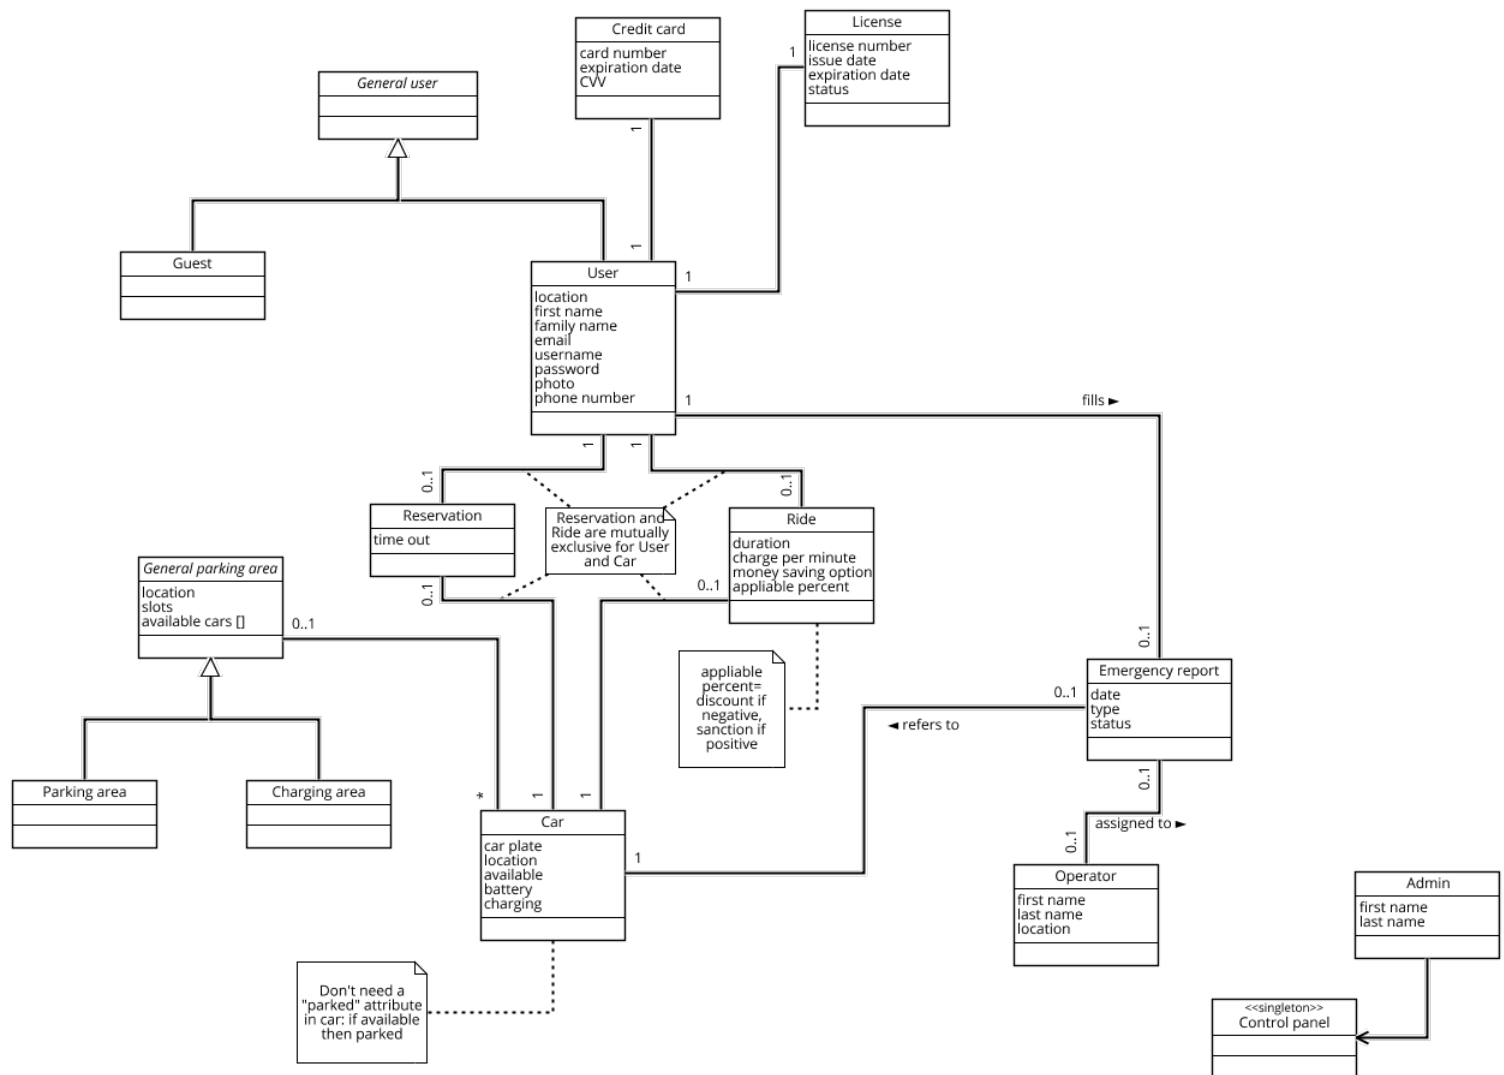 Credit card
card number
expiration date
CVV
License
license number
issue date
expiration date
status
1
General user
1
1
Guest
User
location
first name
family name
email
username
password
photo
phone number
1
1
fills ►
1
1
0..1
0..1
Reservation
time out
Reservation and
Ride are mutually
exclusive for User
and Car
Ride
duration
charge per minute
money saving option
appliable percent
0..1
0..1
General parking area
location
slots
available cars []
0..1
appliable
percent=
discount if
negative,
sanction if
positive
0..1
Emergency report
date
type
status
0..1
◄ refers to
Parking area
Charging area
*
1
1
Car
car plate
location
available
battery
charging
1
0..1
assigned to ►
0..1
Operator
first name
last name
location
Admin
first name
last name
Don't need a
"parked" attribute
in car: if available
then parked
<<singleton>>
Control panel